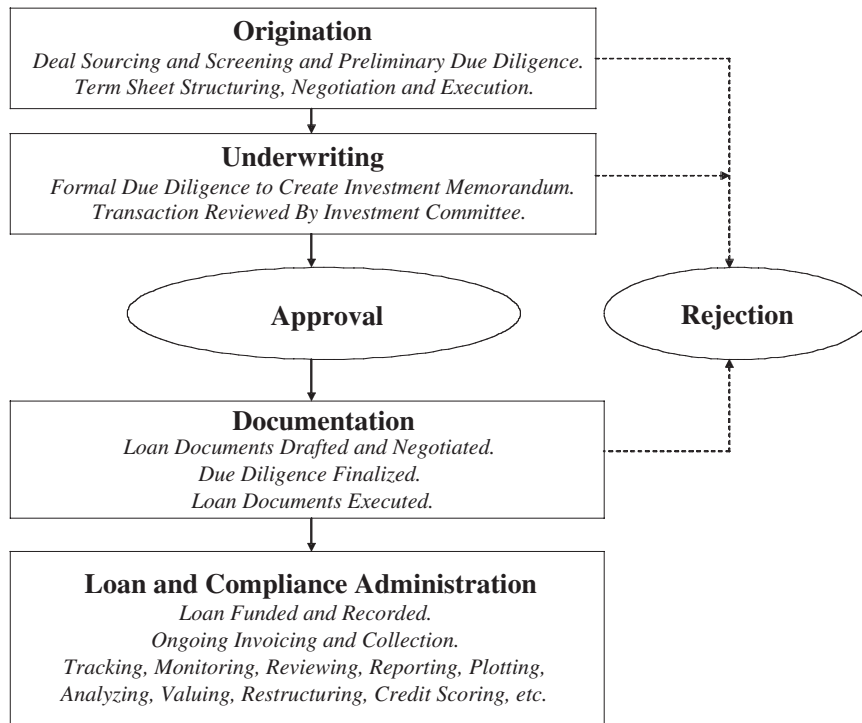 Origination
Deal Sourcing and Screening and Preliminary Due Diligence.
Term Sheet Structuring, Negotiation and Execution.
Underwriting
Formal Due Diligence to Create Investment Memorandum.
Transaction Reviewed By Investment Committee.
Approval
Rejection
Documentation
Loan Documents Drafted and Negotiated.
Due Diligence Finalized.
Loan Documents Executed.
Loan and Compliance Administration
Loan Funded and Recorded.
Ongoing Invoicing and Collection.
Tracking, Monitoring, Reviewing, Reporting, Plotting,
Analyzing, Valuing, Restructuring, Credit Scoring, etc.